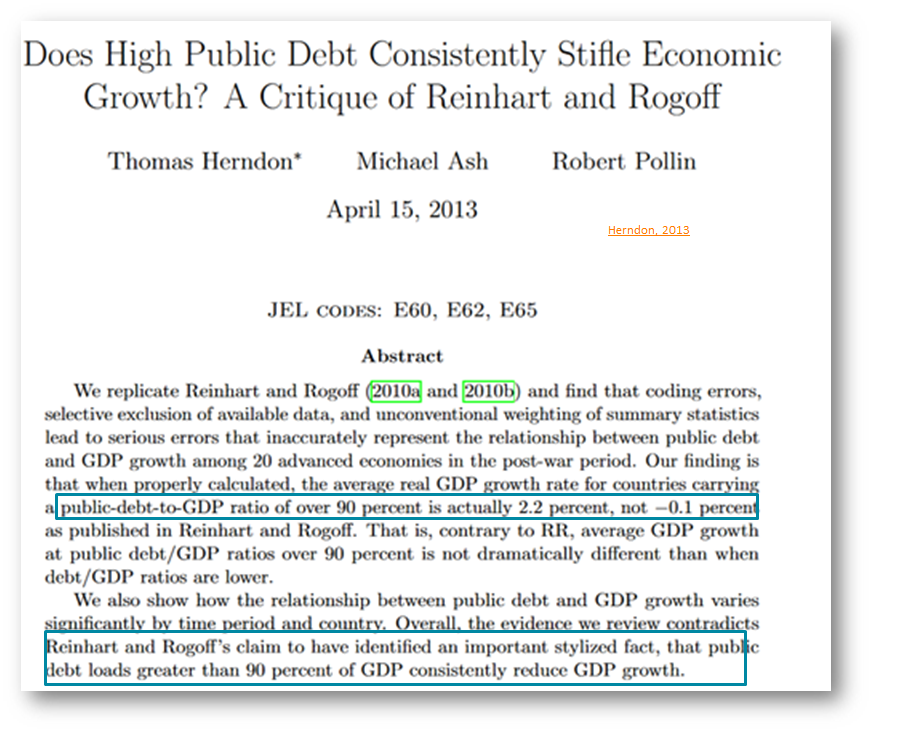 Does High Public Debt Consistently Stifle Economic
Growth? A Critique of Reinhart and Rogoff
Thomas Herndon* Michael Ash Robert Pollin
April 15, 2013
Herndon, 2013
JEL CODES: E60, E62, E65
Abstract
We replicate Reinhart and Rogoff (2010a and 2010b) and find that coding errors,
selective exclusion of available data, and unconventional weighting of summary statistics
lead to serious errors that inaccurately represent the relationship between public debt
and GDP growth among 20 advanced economies in the post-war period. Our finding is
that when properly calculated, the average real GDP growth rate for countries carrying
a public-debt-to-GDP ratio of over 90 percent is actually 2.2 percent, not −0.1 percent
as published in Reinhart and Rogoff. That is, contrary to RR, average GDP growth
at public debt/GDP ratios over 90 percent is not dramatically different than when
debt/GDP ratios are lower.
We also show how the relationship between public debt and GDP growth varies
significantly by time period and country. Overall, the evidence we review contradicts
Reinhart and Rogoff's claim to have identified an important stylized fact, that public
debt loads greater than 90 percent of GDP consistently reduce GDP growth.